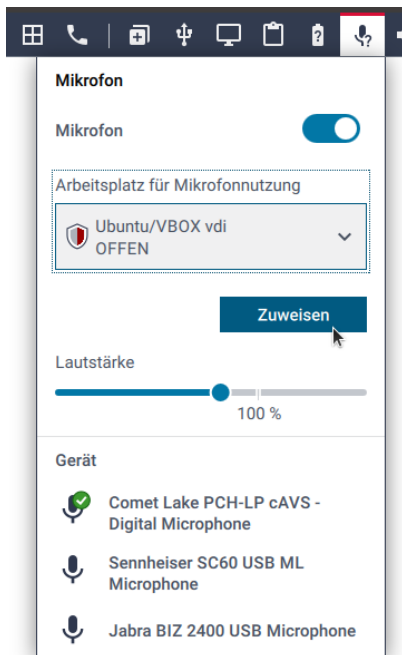 ?
?
Mikrofon
Mikrofon
Arbeitsplatz für Mikrofonnutzung
Ubuntu/VBOX vdi
OFFEN
Zuweisen
Lautstärke
100 %
Gerät
Comet Lake PCH-LP cAVS -
Digital Microphone
Sennheiser SC60 USB ML
Microphone
Jabra BIZ 2400 USB Microphone